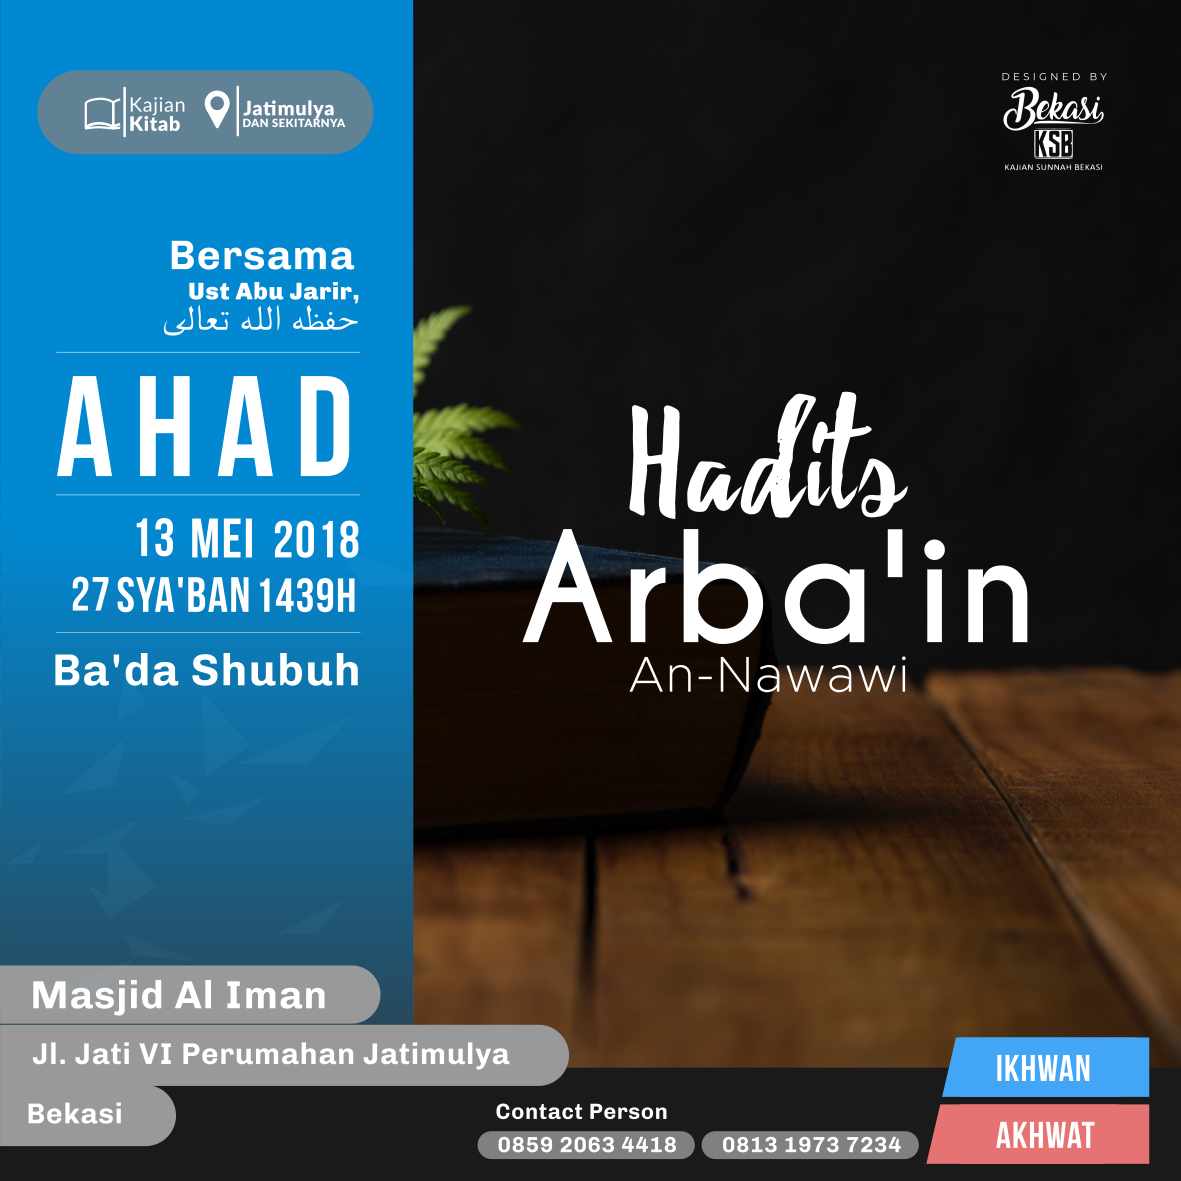 Kajian
Kitab
Jatimulya
DAN SEKITARNYA
DESIGNED BY
Bekasi
KSB
KAJIAN SUNNAH BEKASI
Bersama
Ust Abu Jarir,
حفظه الله تعالى
AHAD
13 MEI 2018
27 SYA'BAN 1439H
Ba'da Shubuh
Hadits
Arba'in
An-Nawawi
Masjid Al Iman
Jl. Jati VI Perumahan Jatimulya
Bekasi
Contact Person
0859 2063 4418 0813 1973 7234
IKHWAN
AKHWAT